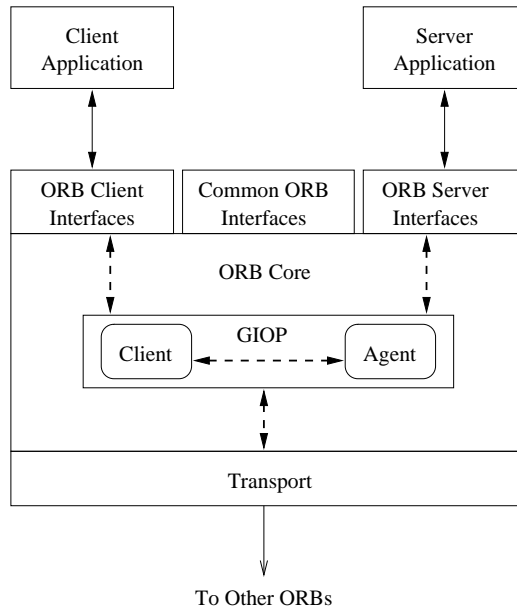 Client
Application
Server
Application
ORB Client
Interfaces
Common ORB
Interfaces
ORB Server
Interfaces
ORB Core
GIOP
Client
Agent
Transport
To Other ORBs